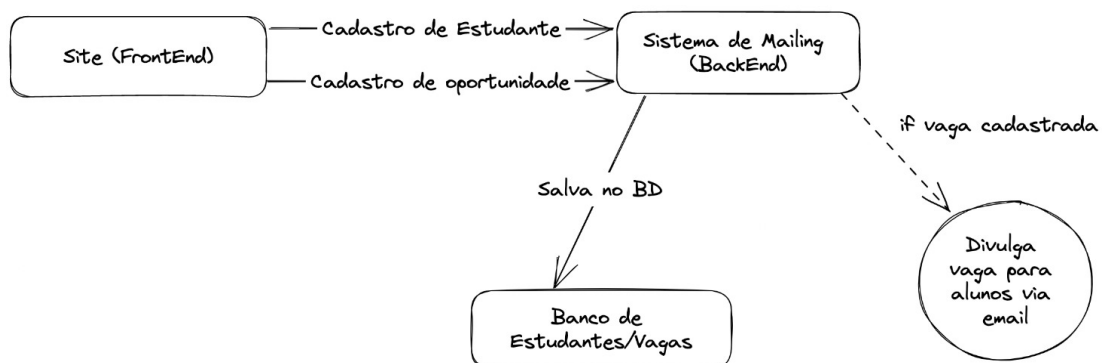 Site (FrontEnd)
Cadastro de Estudante
Cadastro de oportunidade
Sistema de Mailing
(BackEnd)
if vaga cadastrada
Salva no BD
Divulga
vaga para
alunos via
email
Banco de
Estudantes/Vagas